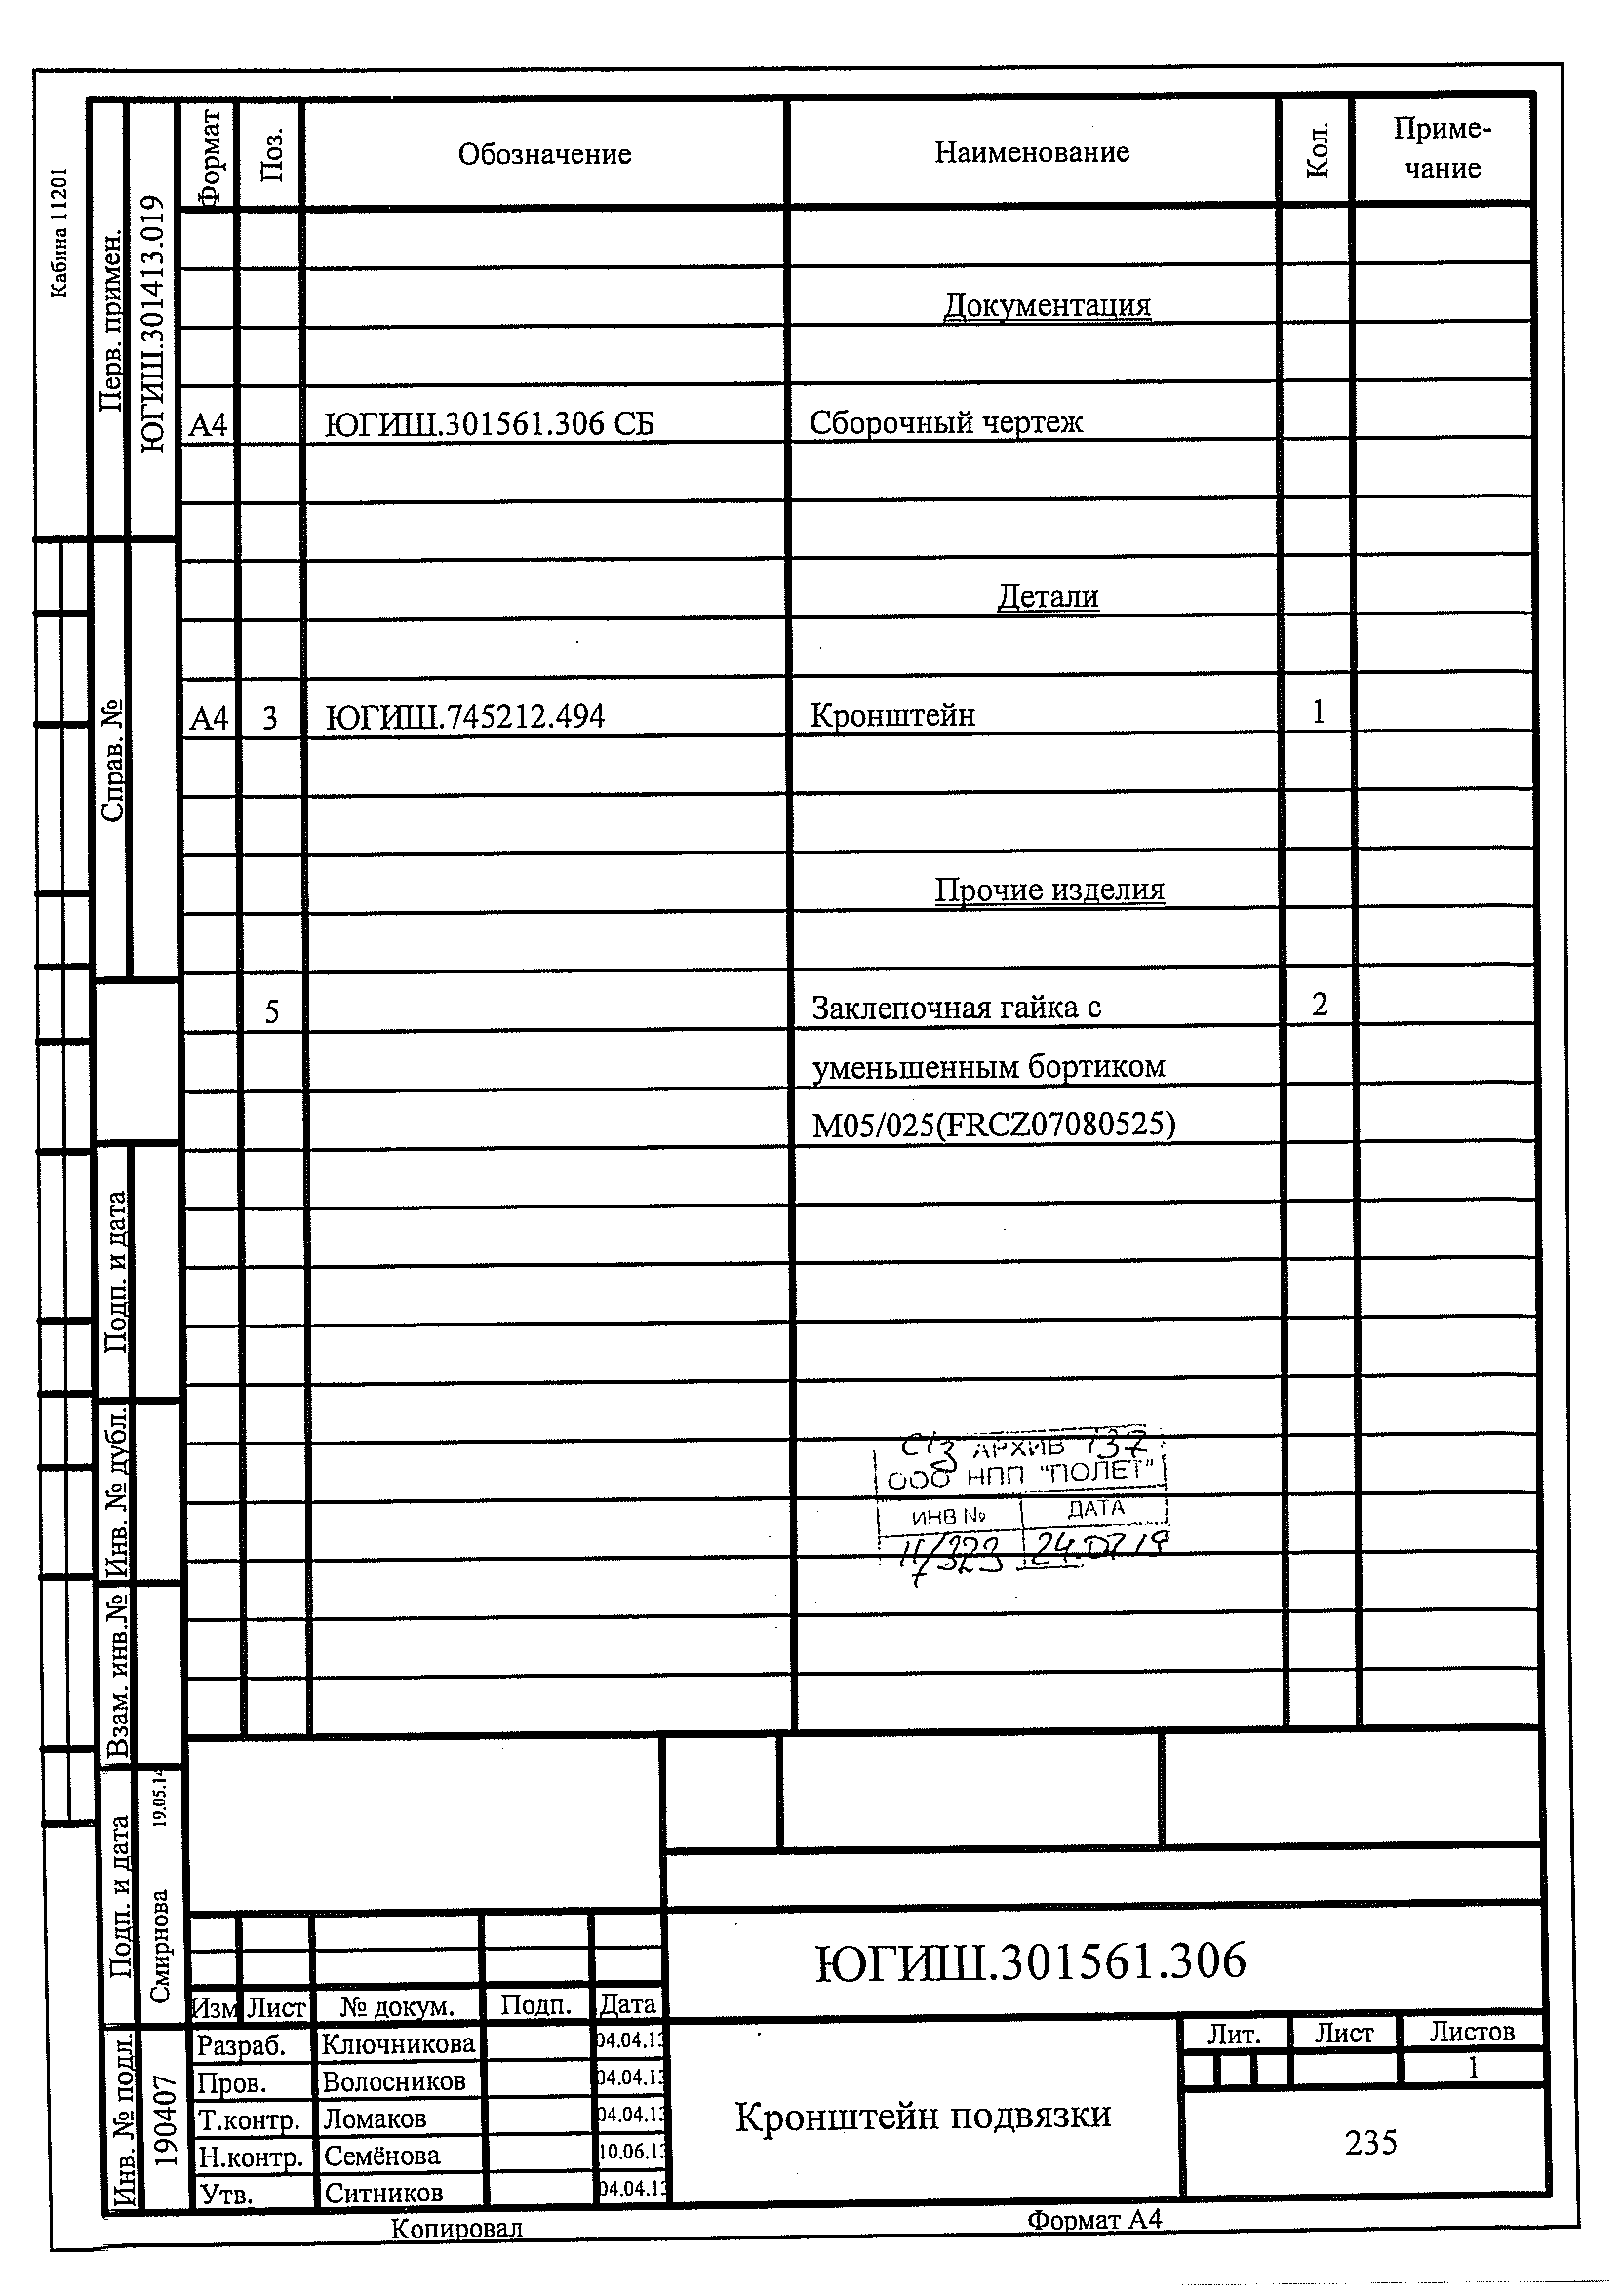 Кабина 11201
Перв. примен.
ЮГИШ.301413.019
Справ. №
Подп. и дата
Инв. № дубл.
Взам. инв.№
Подп. и дата
Смирнова 19.05.14
Инв. № подл.
190407
Формат Поз. Обозначение Наименование Кол. Приме-
чание
Документация
А4 ЮГИШ.301561.306 СБ Сборочный чертеж
Детали
А4 3 ЮГИШ.745212.494 Кронштейн 1
Прочие изделия
5 Заклепочная гайка с 2
уменьшенным бортиком
М05/025(FRCZ07080525)
АРХИВ 137
ООО НПП "ПОЛЕТ"
ИНВ № ДАТА
24.07.19
ЮГИШ.301561.306
Изм Лист № докум. Подп. Дата
Разраб. Ключникова 04.04.13
Пров. Волосников 04.04.13
Т.контр. Ломаков 04.04.13
Н.контр. Семёнова 10.06.13
Утв. Ситников 04.04.13
Кронштейн подвязки
Лит. Лист Листов
1
235
Копировал Формат А4